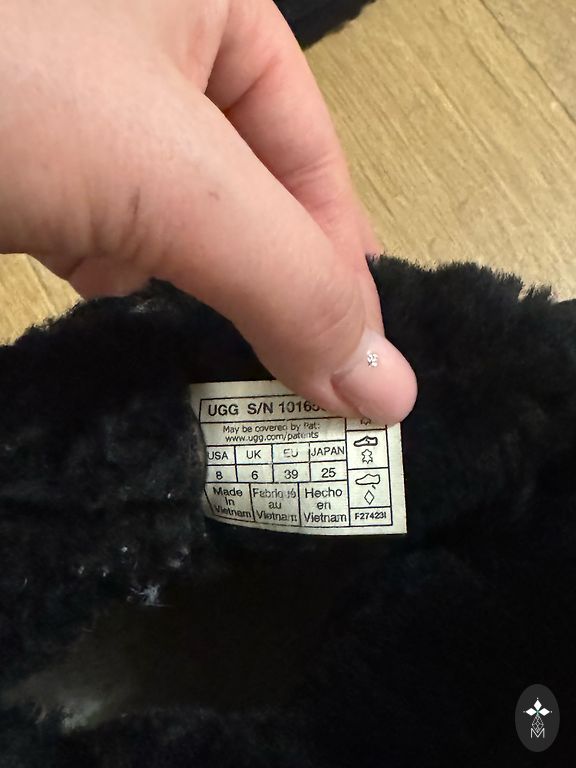 UGG S/N 10165
May be covered by Pat:
www.ugg.com/patents
USA UK EU JAPAN
8 6 39 25
Made in Vietnam
Fabriqué au Vietnam
Hecho en Vietnam
F27423I
M